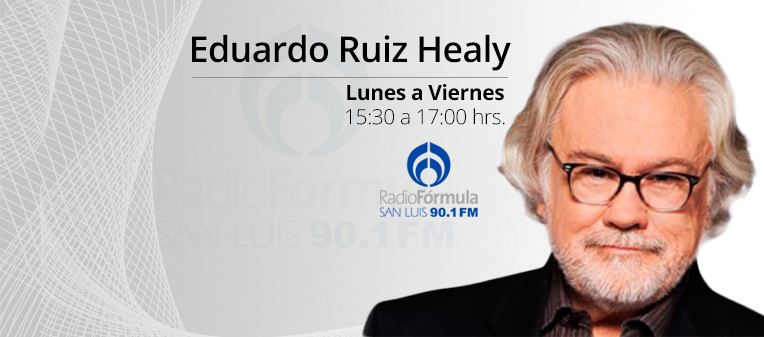 Eduardo Ruiz Healy
Lunes a Viernes
15:30 a 17:00 hrs.
RadioFórmula
SAN LUIS 90.1 FM
RadioFórmula
SAN LUIS 90.1 FM